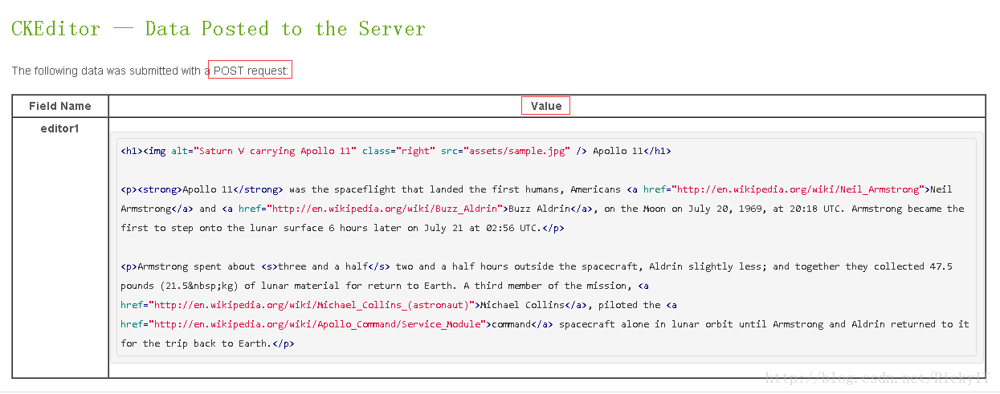 CKEditor — Data Posted to the Server
The following data was submitted with a POST request:
Field Name Value
editor1
<h1><img alt="Saturn V carrying Apollo 11" class="right" src="assets/sample.jpg" /> Apollo 11</h1>
<p><strong>Apollo 11</strong> was the spaceflight that landed the first humans, Americans <a href="http://en.wikipedia.org/wiki/Neil_Armstrong">Neil
Armstrong</a> and <a href="http://en.wikipedia.org/wiki/Buzz_Aldrin">Buzz Aldrin</a>, on the Moon on July 20, 1969, at 20:18 UTC. Armstrong became the
first to step onto the lunar surface 6 hours later on July 21 at 02:56 UTC.</p>
<p>Armstrong spent about <s>three and a half</s> two and a half hours outside the spacecraft, Aldrin slightly less; and together they collected 47.5
pounds (21.5&nbsp;kg) of lunar material for return to Earth. A third member of the mission, <a
href="http://en.wikipedia.org/wiki/Michael_Collins_(astronaut)">Michael Collins</a>, piloted the <a
href="http://en.wikipedia.org/wiki/Apollo_Command/Service_Module">command</a> spacecraft alone in lunar orbit until Armstrong and Aldrin returned to it
for the trip back to Earth.</p>
http://blog.csdn.net/RickyIT